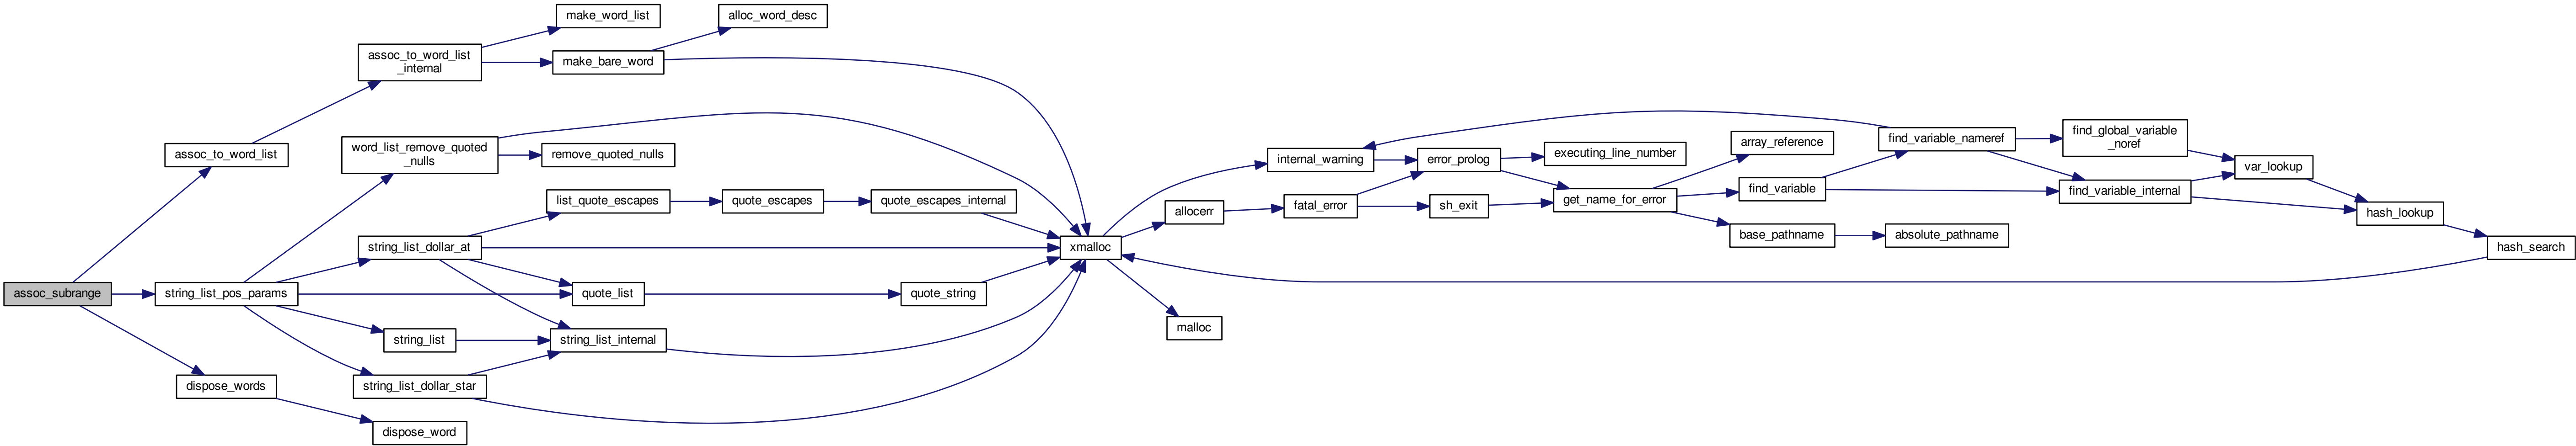 make_word_list
alloc_word_desc
assoc_to_word_list
_internal
make_bare_word
assoc_to_word_list
word_list_remove_quoted
_nulls
remove_quoted_nulls
list_quote_escapes
quote_escapes
quote_escapes_internal
string_list_dollar_at
xmalloc
assoc_subrange
string_list_pos_params
quote_list
quote_string
string_list
string_list_internal
dispose_words
string_list_dollar_star
dispose_word
malloc
internal_warning
error_prolog
executing_line_number
allocerr
fatal_error
sh_exit
get_name_for_error
array_reference
find_variable
base_pathname
absolute_pathname
find_variable_nameref
find_global_variable
_noref
find_variable_internal
var_lookup
hash_lookup
hash_search